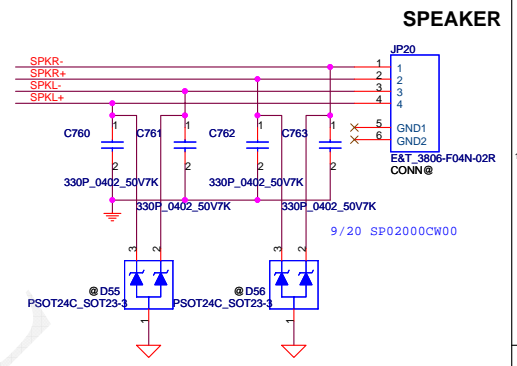 SPEAKER
JP20
SPKR- 1 1
SPKR+ 2 2
SPKL- 3 3
SPKL+ 4 4
5 GND1
6 GND2
E&T_3806-F04N-02R
CONN@
1 1 1 1
C760 C761 C762 C763
2 2 2 2
330P_0402_50V7K 330P_0402_50V7K
330P_0402_50V7K 330P_0402_50V7K
9/20 SP02000CW00
3 2 3 2
@D55 @D56
PSOT24C_SOT23-3 PSOT24C_SOT23-3
1 1